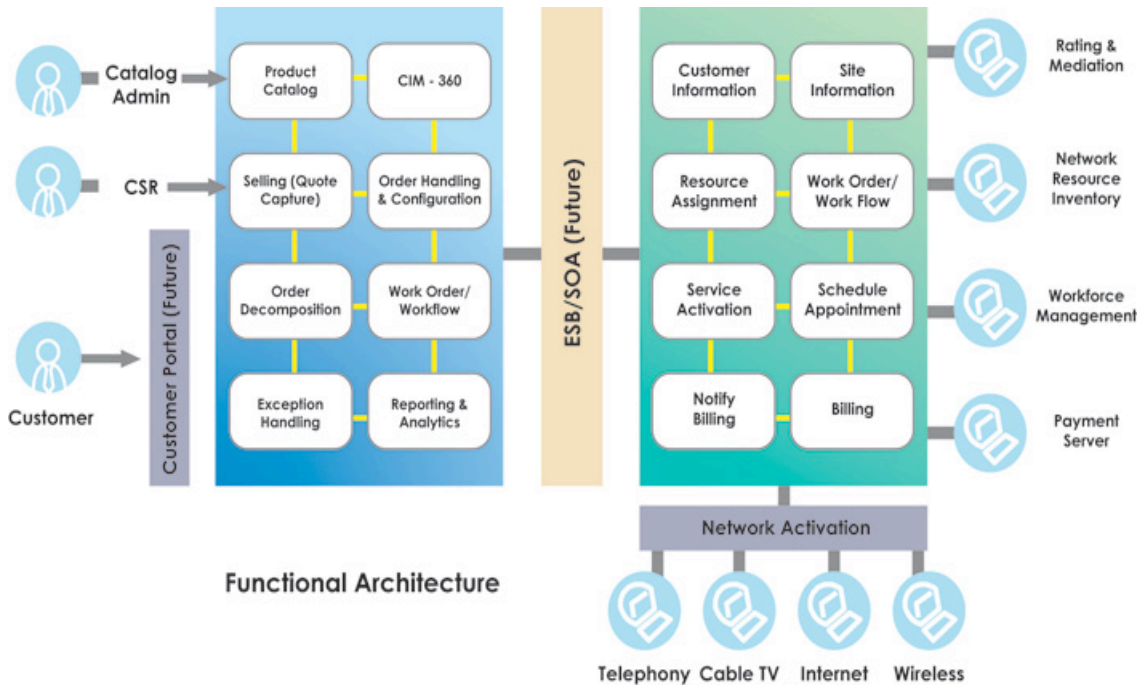 Catalog
Admin
CSR
Customer Portal (Future)
Customer
Product
Catalog
CIM - 360
Selling (Quote
Capture)
Order Handling
& Configuration
Order
Decomposition
Work Order/
Workflow
Exception
Handling
Reporting &
Analytics
ESB/SOA (Future)
Customer
Information
Site
Information
Resource
Assignment
Work Order/
Work Flow
Service
Activation
Schedule
Appointment
Notify
Billing
Billing
Rating &
Mediation
Network
Resource
Inventory
Workforce
Management
Payment
Server
Network Activation
Functional Architecture
Telephony
Cable TV
Internet
Wireless